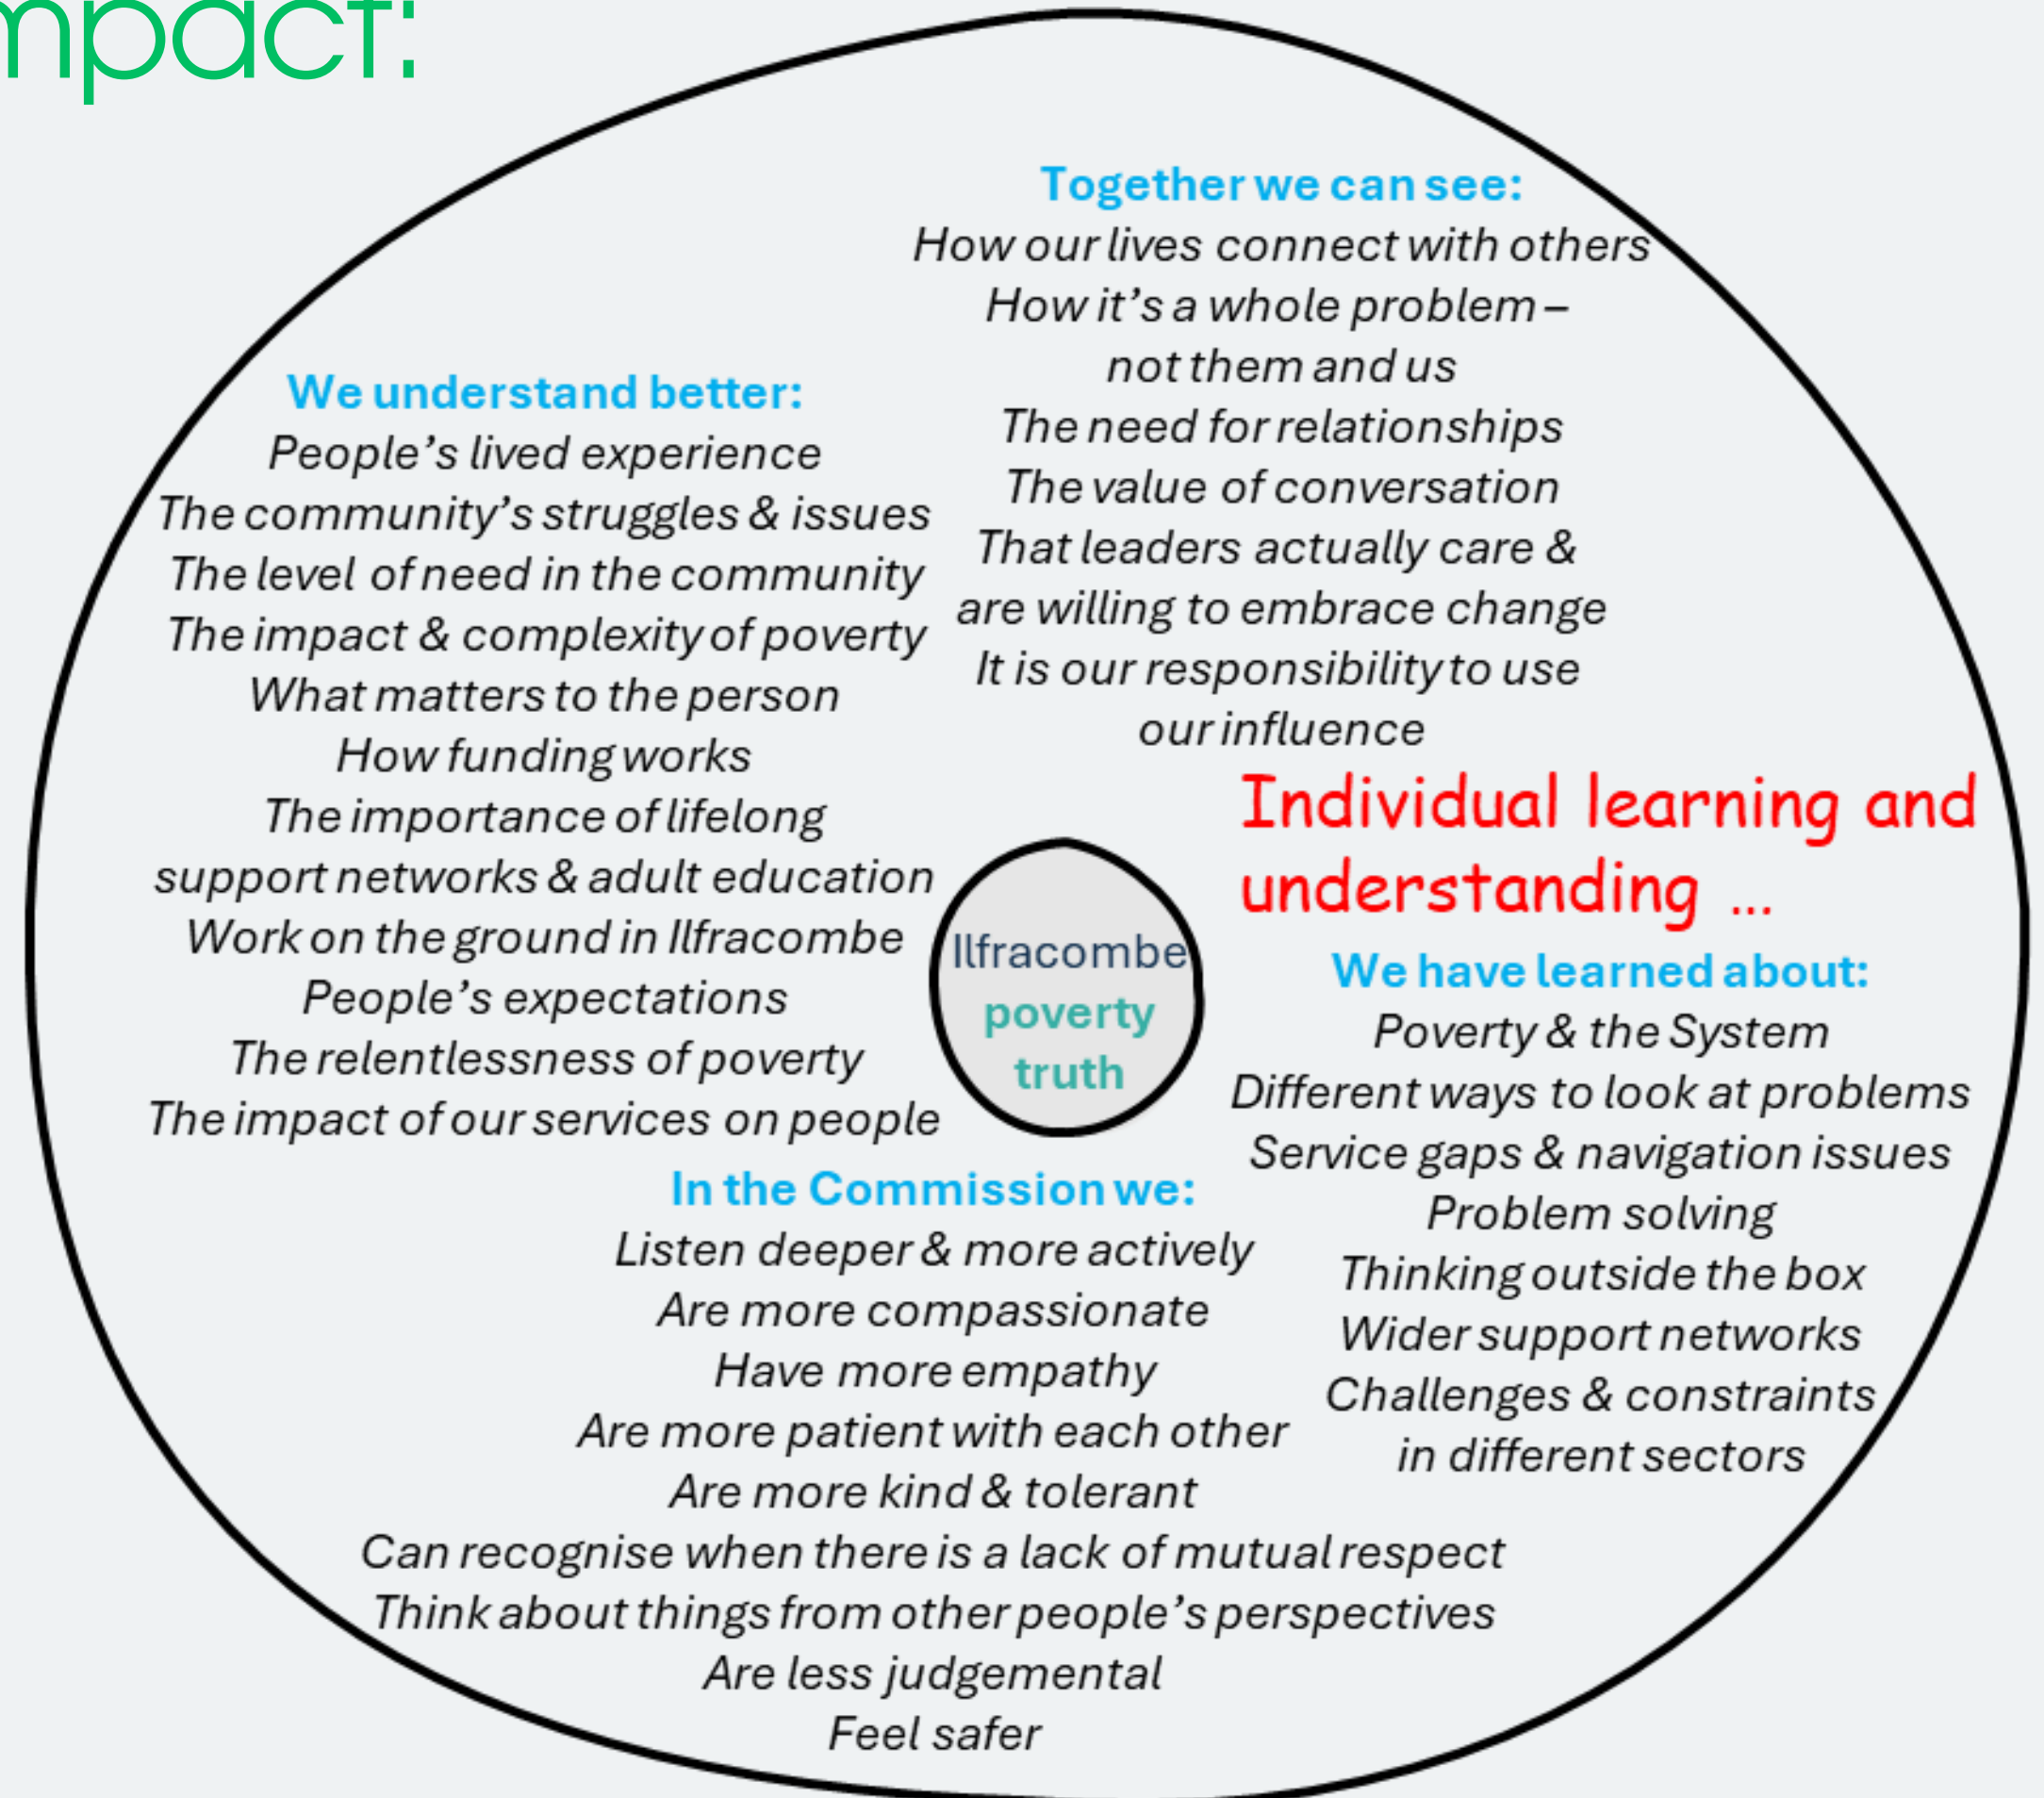 mpact:
Together we can see:
How our lives connect with others
How it’s a whole problem –
not them and us
The need for relationships
The value of conversation
That leaders actually care &
are willing to embrace change
It is our responsibility to use
our influence
We understand better:
People’s lived experience
The community’s struggles & issues
The level of need in the community
The impact & complexity of poverty
What matters to the person
How funding works
The importance of lifelong
support networks & adult education
Work on the ground in Ilfracombe
People’s expectations
The relentlessness of poverty
The impact of our services on people
Individual learning and
understanding ...
Ilfracombe
poverty
truth
We have learned about:
Poverty & the System
Different ways to look at problems
Service gaps & navigation issues
Problem solving
Thinking outside the box
Wider support networks
Challenges & constraints
in different sectors
In the Commission we:
Listen deeper & more actively
Are more compassionate
Have more empathy
Are more patient with each other
Are more kind & tolerant
Can recognise when there is a lack of mutual respect
Think about things from other people’s perspectives
Are less judgemental
Feel safer